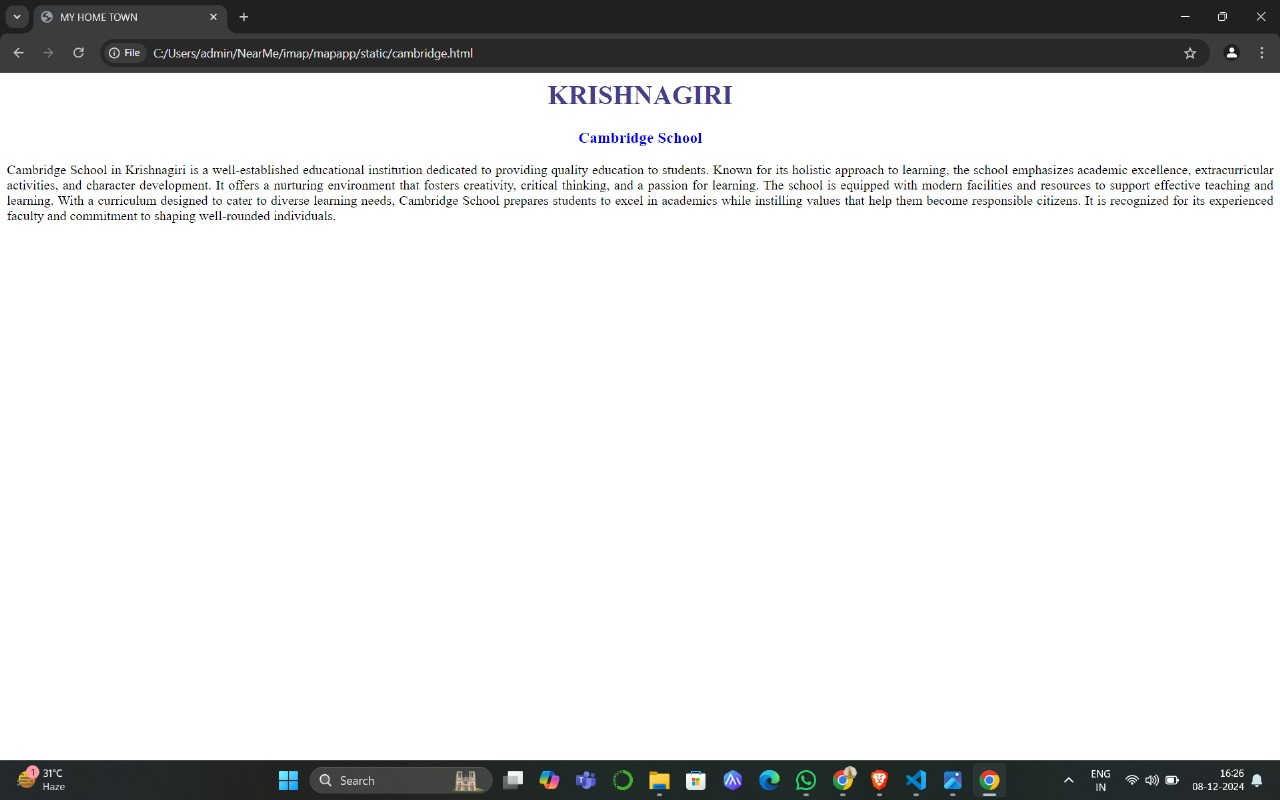 MY HOME TOWN
File
C:/Users/admin/NearMe/imap/mapapp/static/cambridge.html
KRISHNAGIRI
Cambridge School
Cambridge School in Krishnagiri is a well-established educational institution dedicated to providing quality education to students. Known for its holistic approach to learning, the school emphasizes academic excellence, extracurricular
activities, and character development. It offers a nurturing environment that fosters creativity, critical thinking, and a passion for learning. The school is equipped with modern facilities and resources to support effective teaching and
learning. With a curriculum designed to cater to diverse learning needs, Cambridge School prepares students to excel in academics while instilling values that help them become responsible citizens. It is recognized for its experienced
faculty and commitment to shaping well-rounded individuals.
1
31°C
Haze
Search
ENG
IN
16:26
08-12-2024